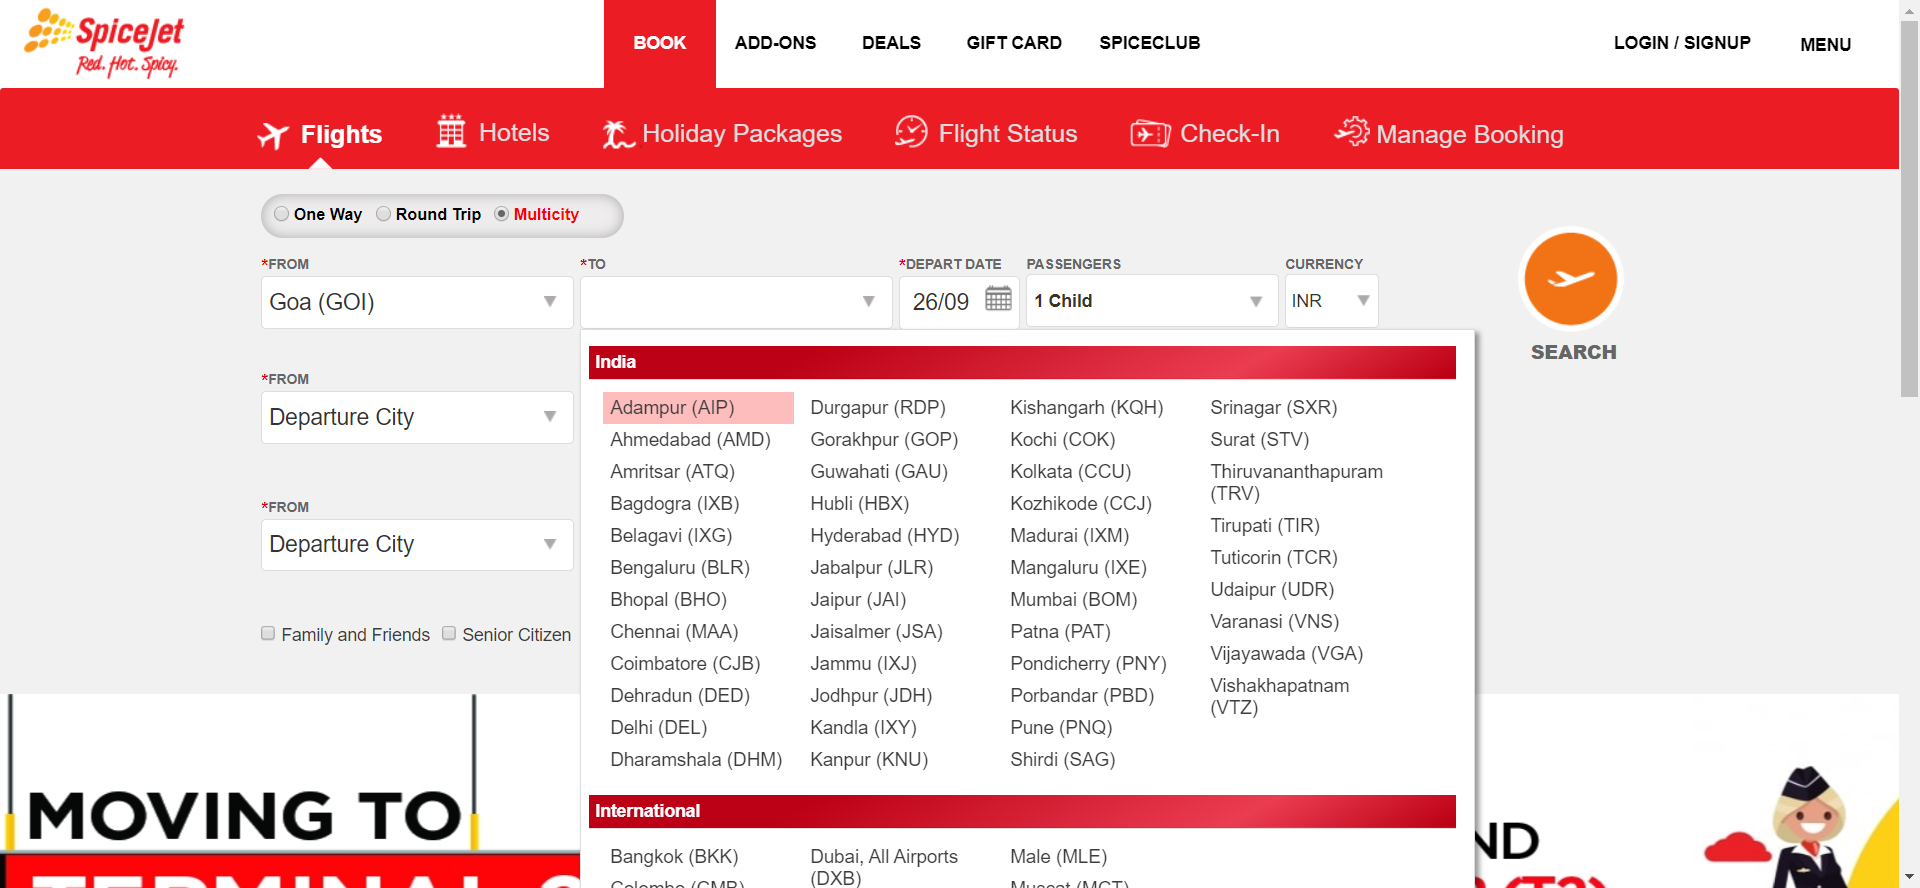 SpiceJet
Red. Hot. Spicy.
BOOK
ADD-ONS
DEALS
GIFT CARD
SPICECLUB
LOGIN / SIGNUP
MENU
Flights
Hotels
Holiday Packages
Flight Status
Check-In
Manage Booking
One Way
Round Trip
Multicity
*FROM
*TO
*DEPART DATE
PASSENGERS
CURRENCY
Goa (GOI)
26/09
1 Child
INR
SEARCH
*FROM
Departure City
*FROM
Departure City
Family and Friends
Senior Citizen
India
Adampur (AIP)
Ahmedabad (AMD)
Amritsar (ATQ)
Bagdogra (IXB)
Belagavi (IXG)
Bengaluru (BLR)
Bhopal (BHO)
Chennai (MAA)
Coimbatore (CJB)
Dehradun (DED)
Delhi (DEL)
Dharamshala (DHM)
Durgapur (RDP)
Gorakhpur (GOP)
Guwahati (GAU)
Hubli (HBX)
Hyderabad (HYD)
Jabalpur (JLR)
Jaipur (JAI)
Jaisalmer (JSA)
Jammu (IXJ)
Jodhpur (JDH)
Kandla (IXY)
Kanpur (KNU)
Kishangarh (KQH)
Kochi (COK)
Kolkata (CCU)
Kozhikode (CCJ)
Madurai (IXM)
Mangaluru (IXE)
Mumbai (BOM)
Patna (PAT)
Pondicherry (PNY)
Porbandar (PBD)
Pune (PNQ)
Shirdi (SAG)
Srinagar (SXR)
Surat (STV)
Thiruvananthapuram
(TRV)
Tirupati (TIR)
Tuticorin (TCR)
Udaipur (UDR)
Varanasi (VNS)
Vijayawada (VGA)
Vishakhapatnam
(VTZ)
International
Bangkok (BKK)
Colombo (CMB)
Dubai, All Airports
(DXB)
Male (MLE)
Muscat (MCT)
MOVING TO
ND
TERMINAL
(T2)